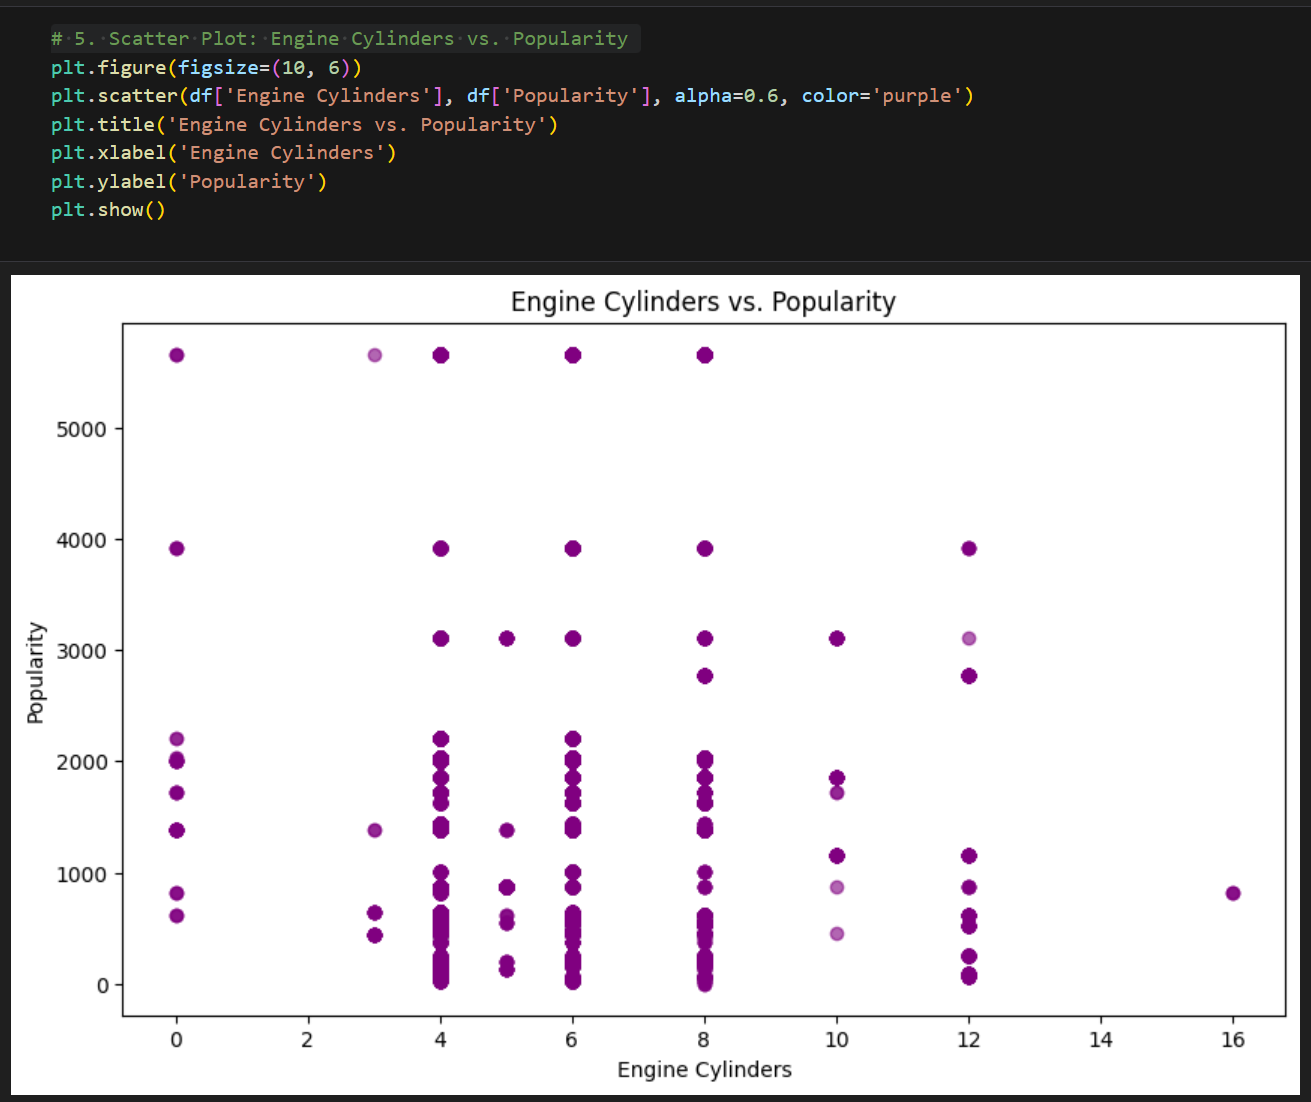 # 5. Scatter Plot: Engine Cylinders vs. Popularity
plt.figure(figsize=(10, 6))
plt.scatter(df['Engine Cylinders'], df['Popularity'], alpha=0.6, color='purple')
plt.title('Engine Cylinders vs. Popularity')
plt.xlabel('Engine Cylinders')
plt.ylabel('Popularity')
plt.show()
Engine Cylinders vs. Popularity
Popularity
5000
4000
3000
2000
1000
0
0 2 4 6 8 10 12 14 16
Engine Cylinders